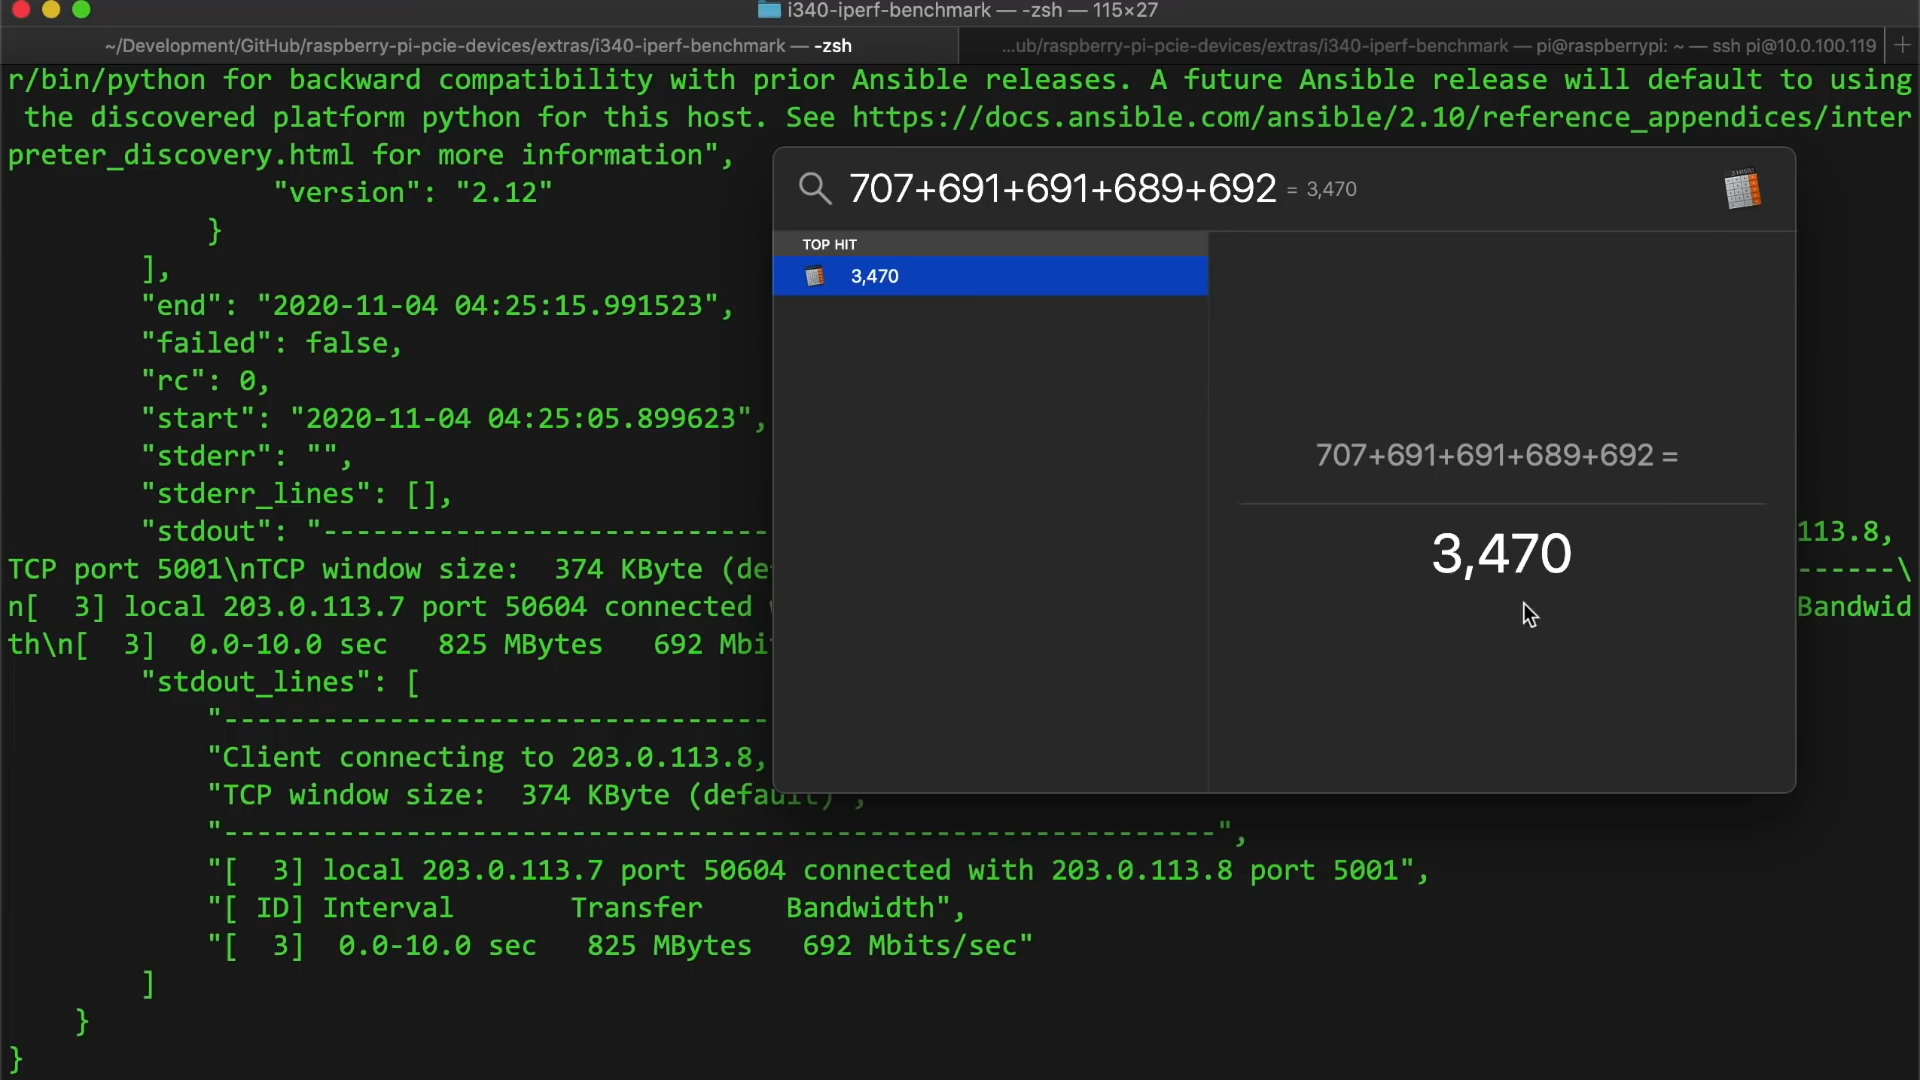 i340-iperf-benchmark — -zsh — 115×27
~/Development/GitHub/raspberry-pi-pcie-devices/extras/i340-iperf-benchmark — -zsh
...ub/raspberry-pi-pcie-devices/extras/i340-iperf-benchmark — pi@raspberrypi: ~ — ssh pi@10.0.100.119
+
r/bin/python for backward compatibility with prior Ansible releases. A future Ansible release will default to using
the discovered platform python for this host. See https://docs.ansible.com/ansible/2.10/reference_appendices/inter
preter_discovery.html for more information",
"version": "2.12"
}
],
"end": "2020-11-04 04:25:15.991523",
"failed": false,
"rc": 0,
"start": "2020-11-04 04:25:05.899623",
"stderr": "",
"stderr_lines": [],
"stdout": "--------------------------- 113.8,
TCP port 5001\nTCP window size:  374 KByte (de ------\
n[  3] local 203.0.113.7 port 50604 connected Bandwid
th\n[  3]  0.0-10.0 sec   825 MBytes   692 Mbi
"stdout_lines": [
"---------------------------------
"Client connecting to 203.0.113.8,
"TCP window size:  374 KByte (default)",
"------------------------------------------------------------",
"[  3] local 203.0.113.7 port 50604 connected with 203.0.113.8 port 5001",
"[ ID] Interval       Transfer     Bandwidth",
"[  3]  0.0-10.0 sec   825 MBytes   692 Mbits/sec"
]
}
}
707+691+691+689+692 = 3,470
TOP HIT
3,470
707+691+691+689+692 =
3,470